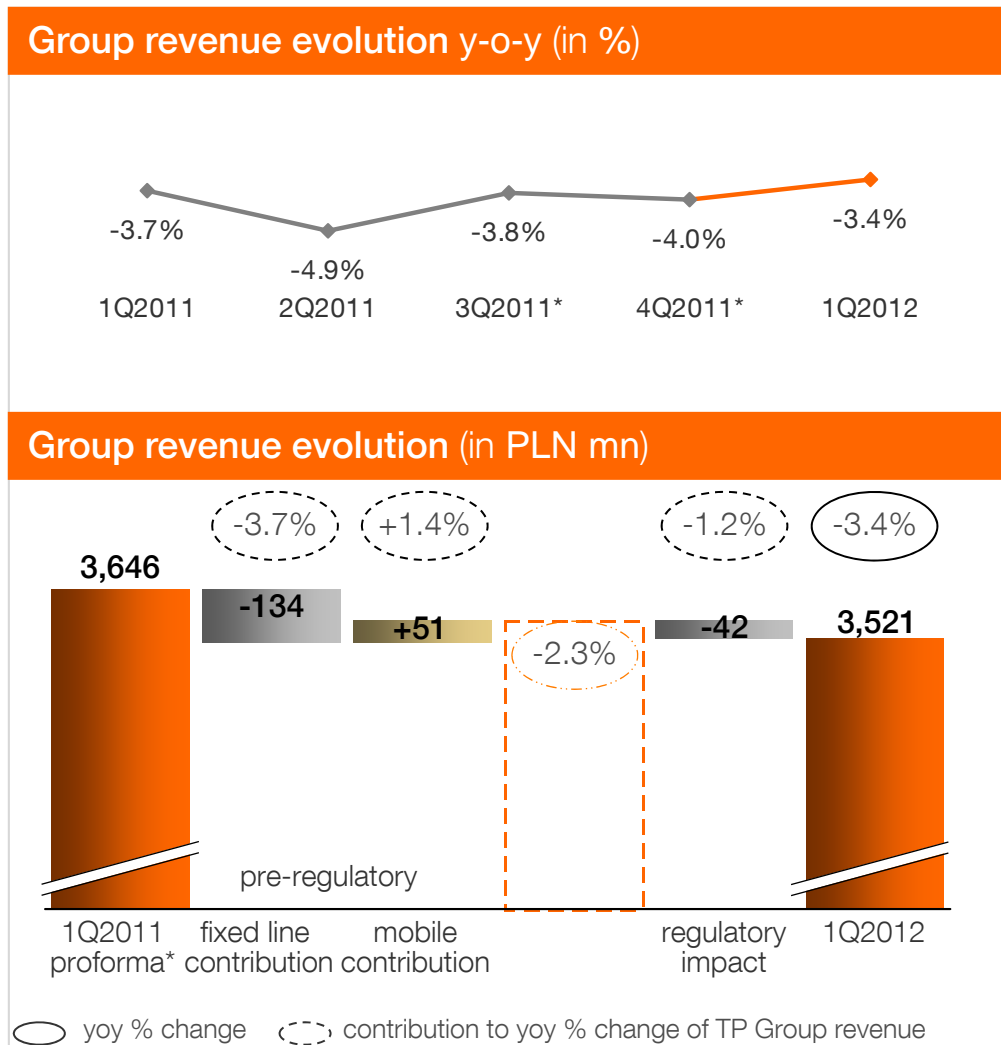 Group revenue evolution y-o-y (in %)
-3.7%
-4.9%
-3.8%
-4.0%
-3.4%
1Q2011 2Q2011 3Q2011* 4Q2011* 1Q2012
Group revenue evolution (in PLN mn)
-3.7% +1.4% -1.2% -3.4%
3,646
-134
+51
-2.3%
-42
3,521
pre-regulatory
1Q2011 fixed line mobile regulatory 1Q2012
proforma* contribution contribution impact
yoy % change contribution to yoy % change of TP Group revenue